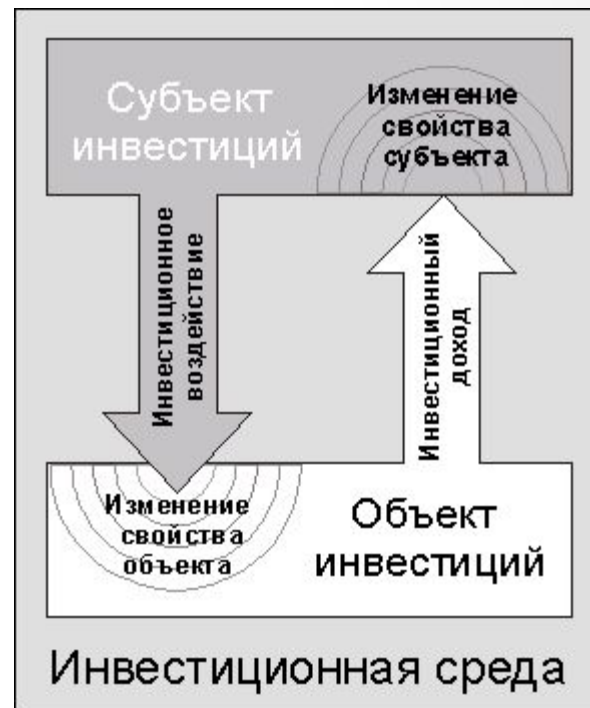 Субъект
инвестиций
Изменение
свойства
субъекта
Инвестиционное
воздействие
Инвестиционный
доход
Изменение
свойства
объекта
Объект
инвестиций
Инвестиционная среда